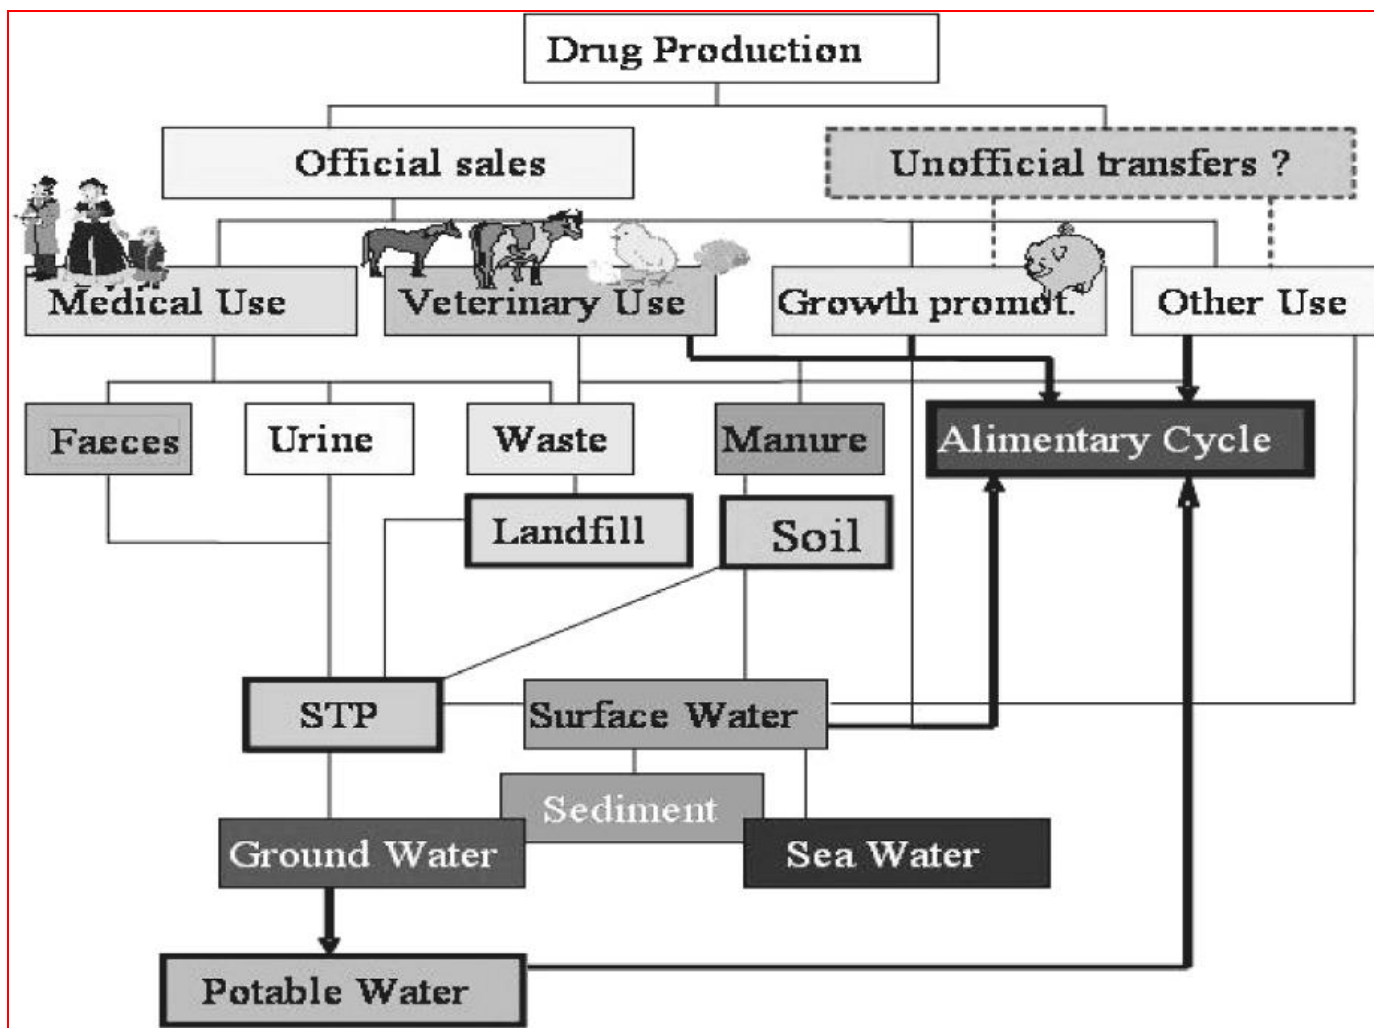 Drug Production
Official sales
Unofficial transfers ?
Medical Use
Veterinary Use
Growth promot.
Other Use
Faeces
Urine
Waste
Manure
Alimentary Cycle
Landfill
Soil
STP
Surface Water
Sediment
Ground Water
Sea Water
Potable Water